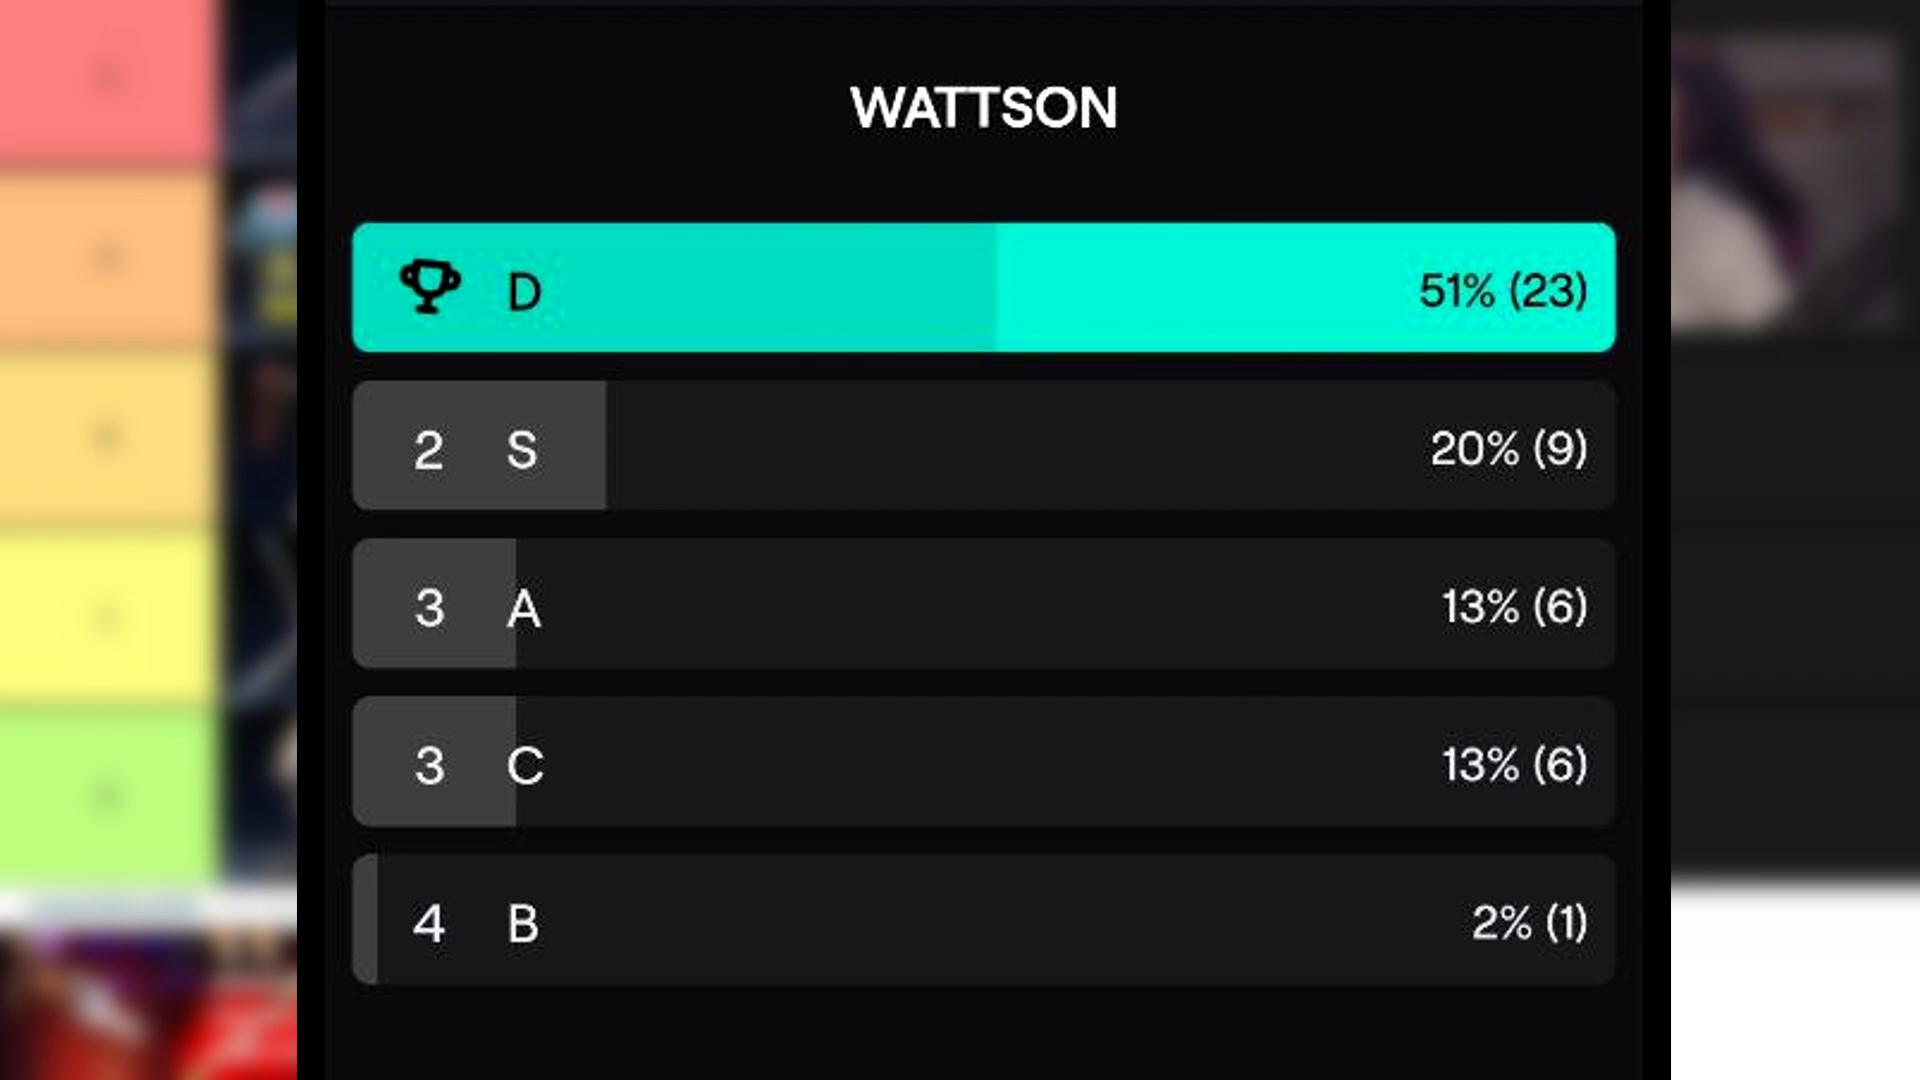 WATTSON
D 51% (23)
2 S 20% (9)
3 A 13% (6)
3 C 13% (6)
4 B 2% (1)